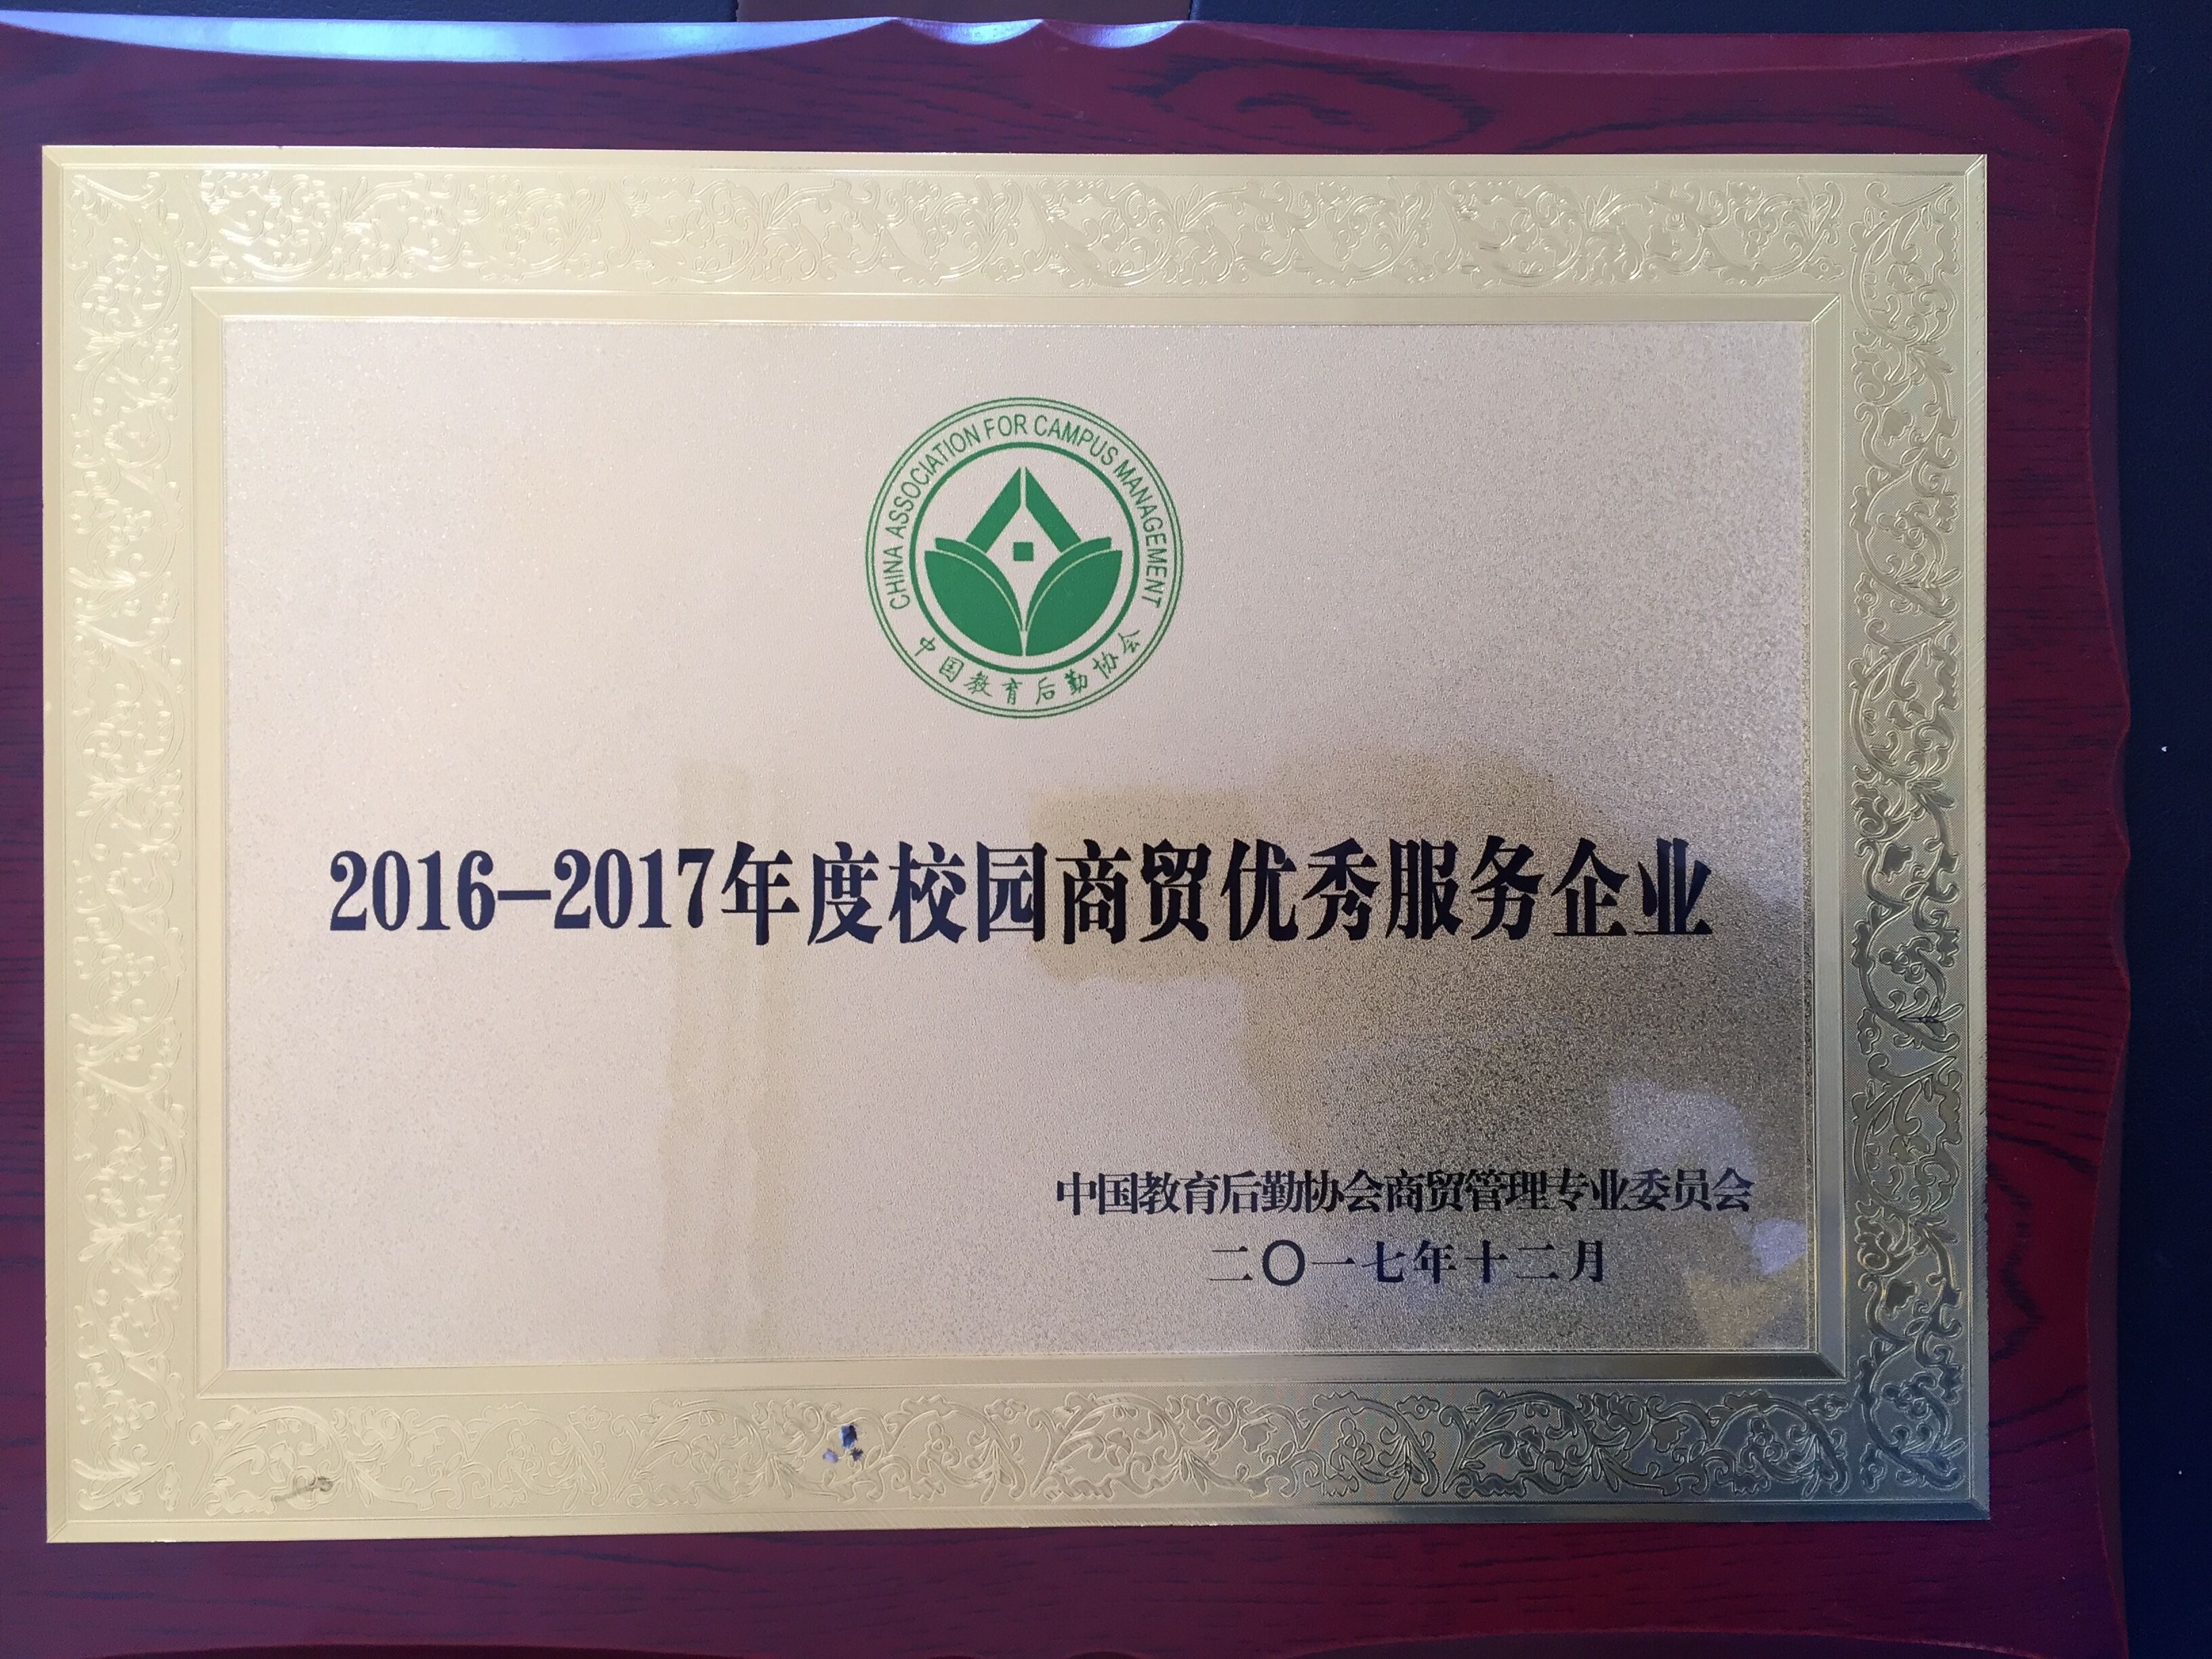 CHINA ASSOCIATION FOR CAMPUS MANAGEMENT
中国教育后勤协会
2016-2017年度校园商贸优秀服务企业
中国教育后勤协会商贸管理专业委员会
二〇一七年十二月